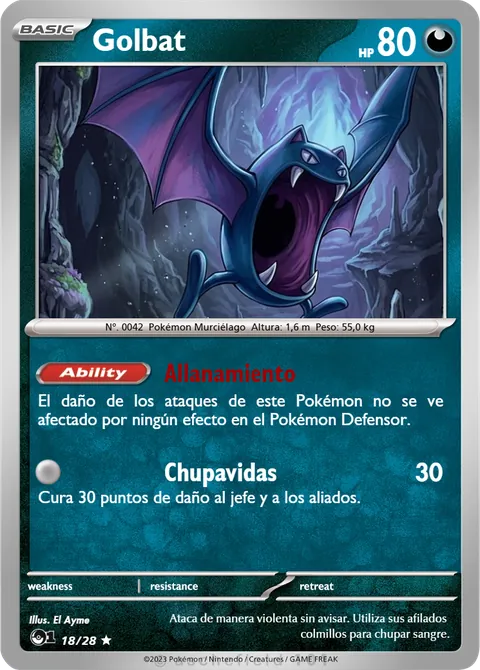 BASIC
Golbat
HP 80
Nº. 0042 Pokémon Murciélago Altura: 1,6 m Peso: 55,0 kg
Ability Allanamiento
El daño de los ataques de este Pokémon no se ve
afectado por ningún efecto en el Pokémon Defensor.
Chupavidas 30
Cura 30 puntos de daño al jefe y a los aliados.
weakness resistance retreat
Illus. El Ayme
Ataca de manera violenta sin avisar. Utiliza sus afilados
colmillos para chupar sangre.
18/28 ★
©2023 Pokémon / Nintendo / Creatures / GAME FREAK